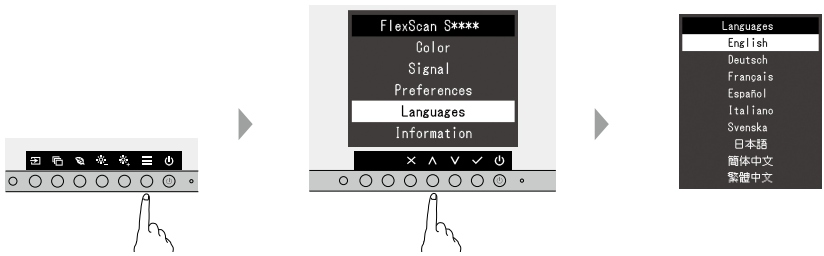 FlexScan S****
Color
Signal
Preferences
Languages
Information
Languages
English
Deutsch
Français
Español
Italiano
Svenska
日本語
简体中文
繁體中文